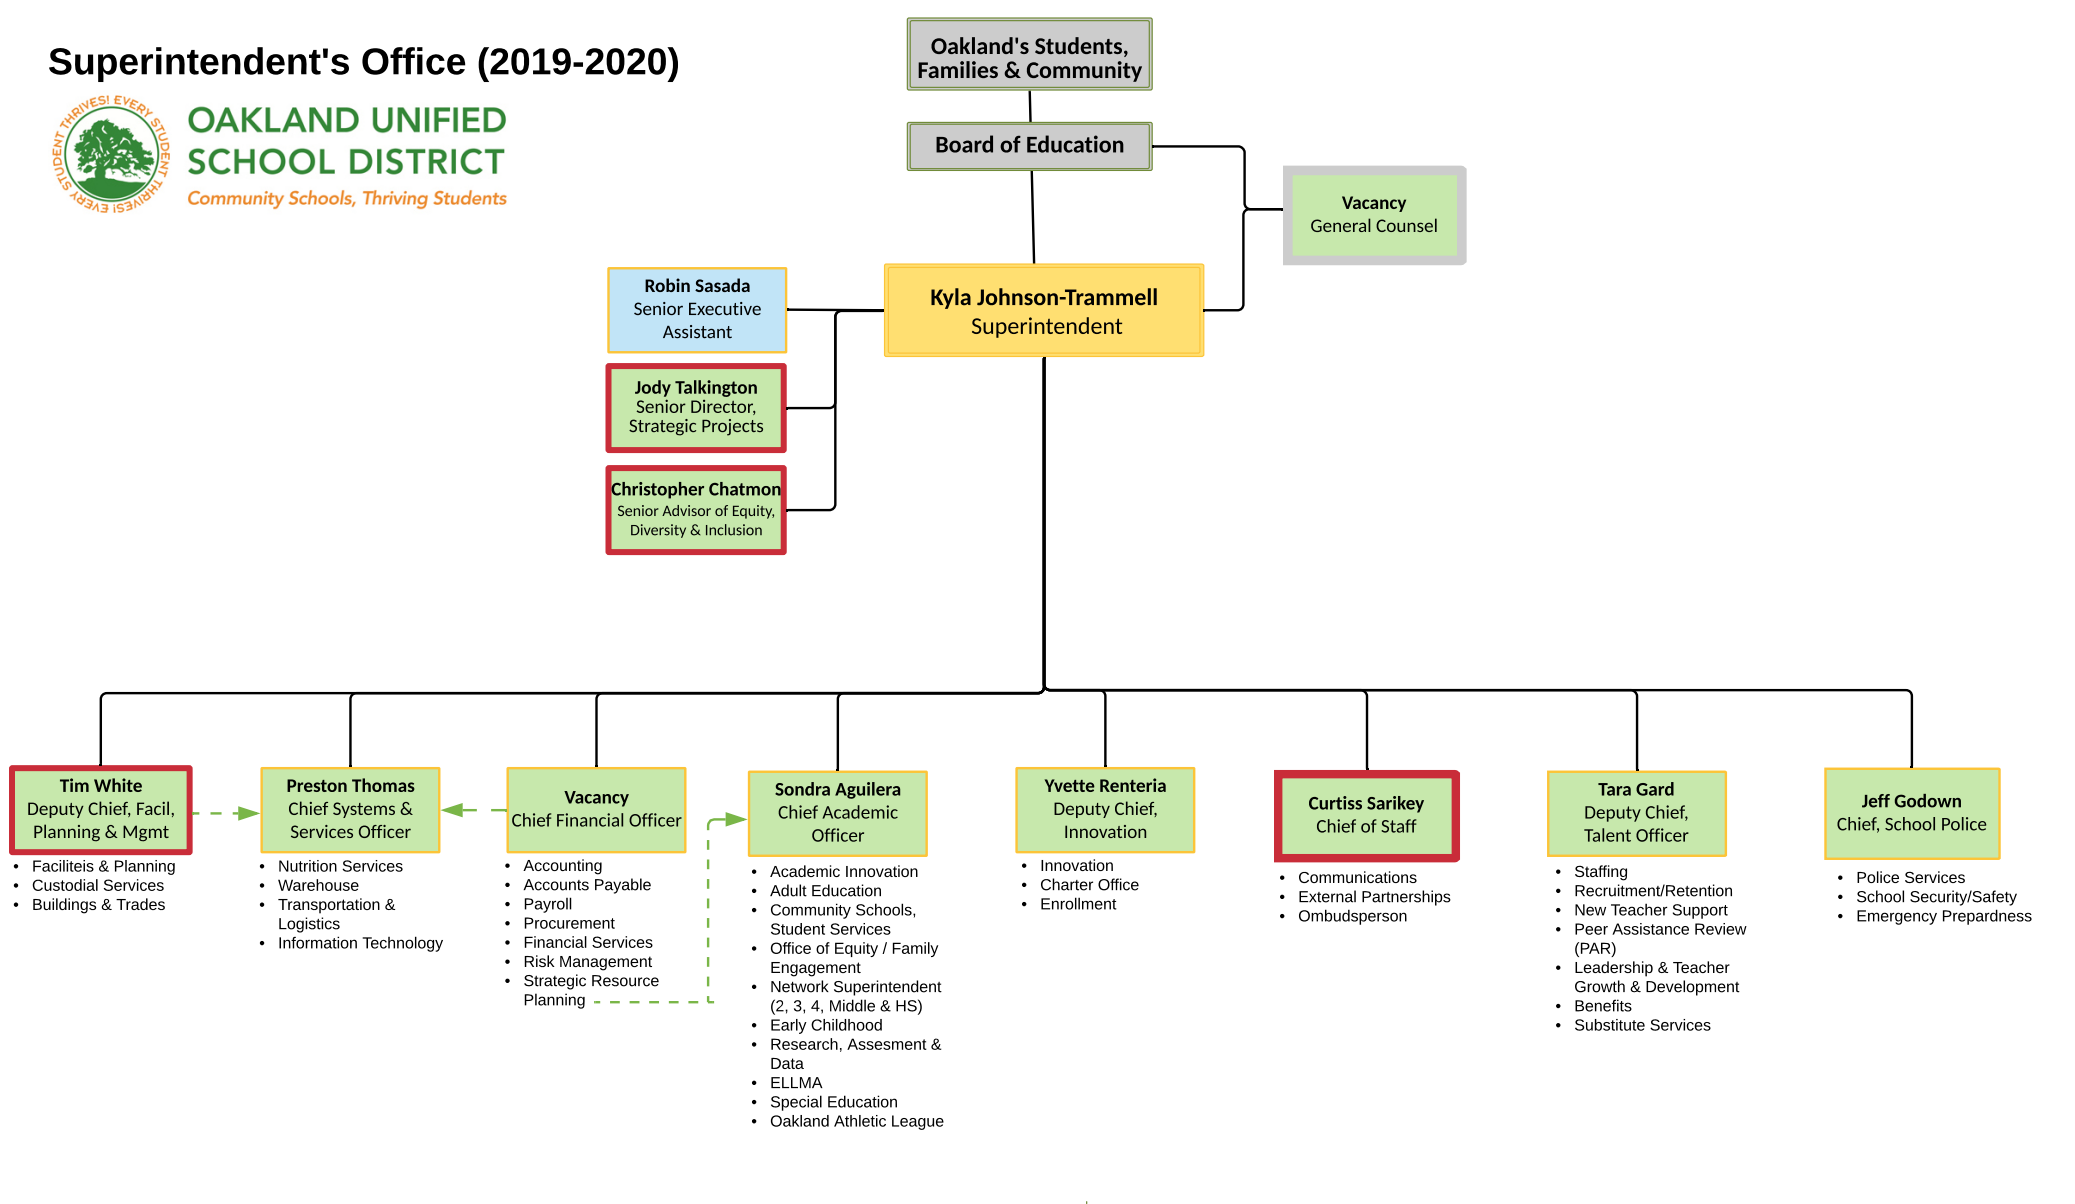 Superintendent's Office (2019-2020)
EVERY STUDENT THRIVES! EVERY STUDENT THRIVES!
OAKLAND UNIFIED
SCHOOL DISTRICT
Community Schools, Thriving Students
Oakland's Students,
Families & Community
Board of Education
Vacancy
General Counsel
Kyla Johnson-Trammell
Superintendent
Robin Sasada
Senior Executive
Assistant
Jody Talkington
Senior Director,
Strategic Projects
Christopher Chatmon
Senior Advisor of Equity,
Diversity & Inclusion
Tim White
Deputy Chief, Facil,
Planning & Mgmt
• Faciliteis & Planning
• Custodial Services
• Buildings & Trades
Preston Thomas
Chief Systems &
Services Officer
• Nutrition Services
• Warehouse
• Transportation &
Logistics
• Information Technology
Vacancy
Chief Financial Officer
• Accounting
• Accounts Payable
• Payroll
• Procurement
• Financial Services
• Risk Management
• Strategic Resource
Planning
Sondra Aguilera
Chief Academic
Officer
• Academic Innovation
• Adult Education
• Community Schools,
Student Services
• Office of Equity / Family
Engagement
• Network Superintendent
(2, 3, 4, Middle & HS)
• Early Childhood
• Research, Assesment &
Data
• ELLMA
• Special Education
• Oakland Athletic League
Yvette Renteria
Deputy Chief,
Innovation
• Innovation
• Charter Office
• Enrollment
Curtiss Sarikey
Chief of Staff
• Communications
• External Partnerships
• Ombudsperson
Tara Gard
Deputy Chief,
Talent Officer
• Staffing
• Recruitment/Retention
• New Teacher Support
• Peer Assistance Review
(PAR)
• Leadership & Teacher
Growth & Development
• Benefits
• Substitute Services
Jeff Godown
Chief, School Police
• Police Services
• School Security/Safety
• Emergency Prepardness